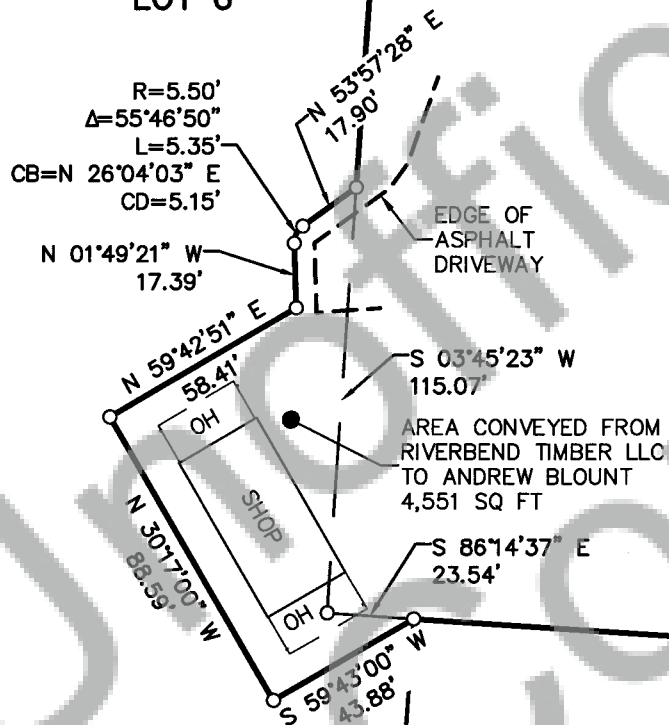 LOT 6
N 53°57'28" E
17.90'
R=5.50'
Δ=55°46'50"
L=5.35'
CB=N 26°04'03" E
CD=5.15'
EDGE OF
ASPHALT
DRIVEWAY
N 01°49'21" W
17.39'
N 59°42'51" E
58.41'
S 03°45'23" W
115.07'
OH
AREA CONVEYED FROM
RIVERBEND TIMBER LLC
TO ANDREW BLOUNT
4,551 SQ FT
SHOP
N 30°17'00" W
88.59'
S 86°14'37" E
23.54'
OH
S 59°43'00" W
43.88'
Unoffic